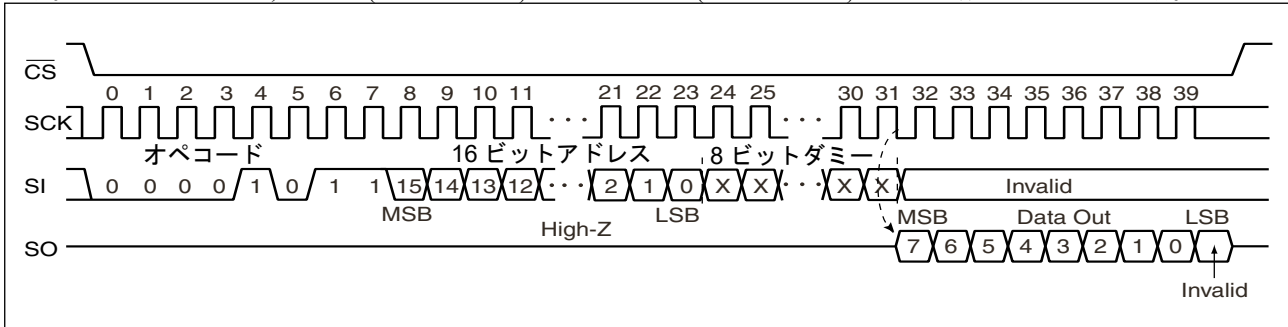 CS
0 1 2 3 4 5 6 7 8 9 10 11 21 22 23 24 25 30 31 32 33 34 35 36 37 38 39
SCK
オペコード 16 ビットアドレス 8 ビットダミー
SI 0 0 0 0 1 0 1 1 15 14 13 12 2 1 0 X X X X Invalid
MSB LSB MSB Data Out LSB
High-Z
SO 7 6 5 4 3 2 1 0
Invalid